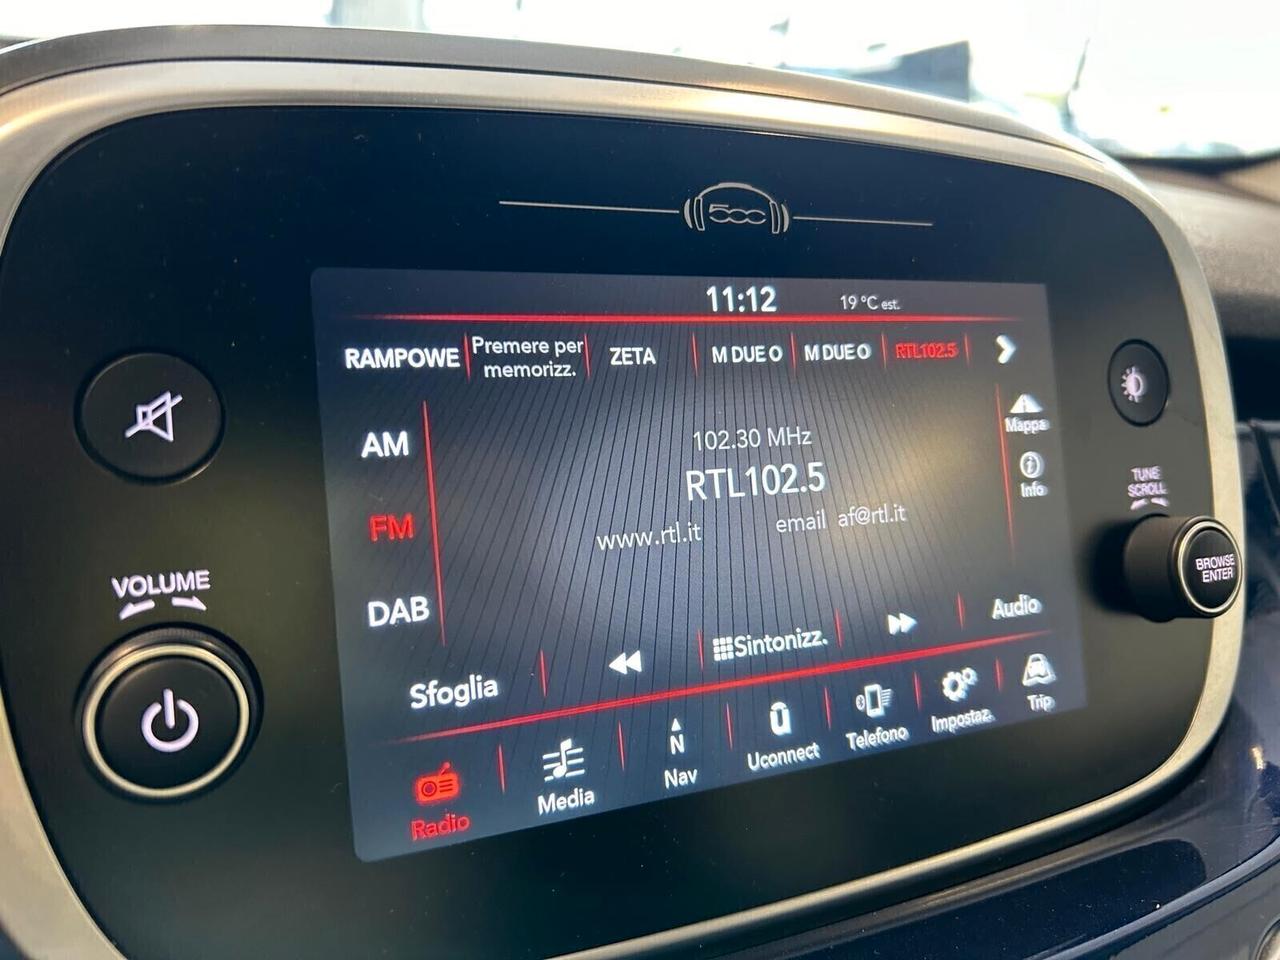 500
11:12
19 °C est.
RAMPOWE
Premere per
memorizz.
ZETA
M DUE O
M DUE O
RTL102.5
AM
102.30 MHz
Mappa
RTL102.5
Info
FM
www.rtl.it
email af@rtl.it
DAB
Audio
Sintonizz.
Sfoglia
Radio
Media
N
Nav
Uconnect
Telefono
Impostaz.
Trip
VOLUME
TUNE
SCROLL
BROWSE
ENTER